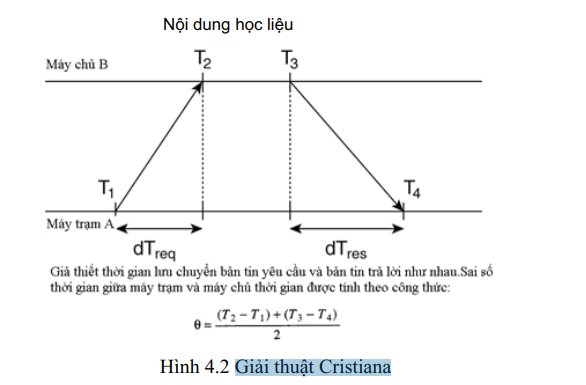 Nội dung học liệu
Máy chủ B
T₂
T₃
T₁
T₄
Máy trạm A
dT_req
dT_res
Giả thiết thời gian lưu chuyển bản tin yêu cầu và bản tin trả lời như nhau.Sai số
thời gian giữa máy trạm và máy chủ thời gian được tính theo công thức:
θ = ((T₂ − T₁) + (T₃ − T₄)) / 2
Hình 4.2 Giải thuật Cristiana